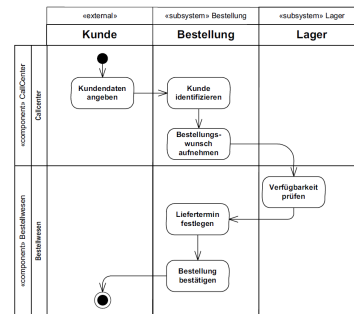 «external»
«subsystem» Bestellung
«subsystem» Lager
Kunde
Bestellung
Lager
«component» CallCenter
Callcenter
Kundendaten
angeben
Kunde
identifizieren
Bestellungs-
wunsch
aufnehmen
«component» Bestellwesen
Bestellwesen
Verfügbarkeit
prüfen
Liefertermin
festlegen
Bestellung
bestätigen